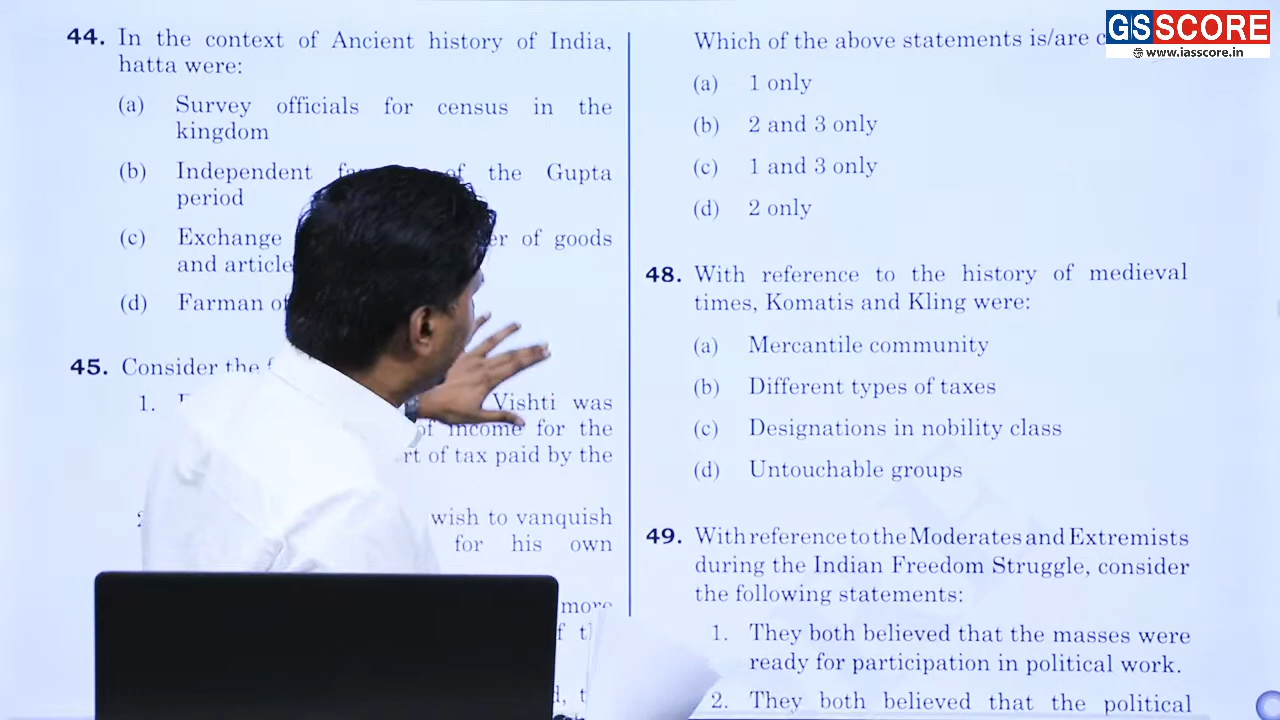 GSSCORE
www.iasscore.in
44. In the context of Ancient history of India,
hatta were:
(a) Survey officials for census in the
kingdom
(b) Independent of the Gupta
period
(c) Exchange of goods
and article
(d) Farman of
45. Consider the
1. Vishti was
of income for the
of tax paid by the
wish to vanquish
for his own
more
Which of the above statements is/are
(a) 1 only
(b) 2 and 3 only
(c) 1 and 3 only
(d) 2 only
48. With reference to the history of medieval
times, Komatis and Kling were:
(a) Mercantile community
(b) Different types of taxes
(c) Designations in nobility class
(d) Untouchable groups
49. With reference to the Moderates and Extremists
during the Indian Freedom Struggle, consider
the following statements:
1. They both believed that the masses were
ready for participation in political work.
2. They both believed that the political